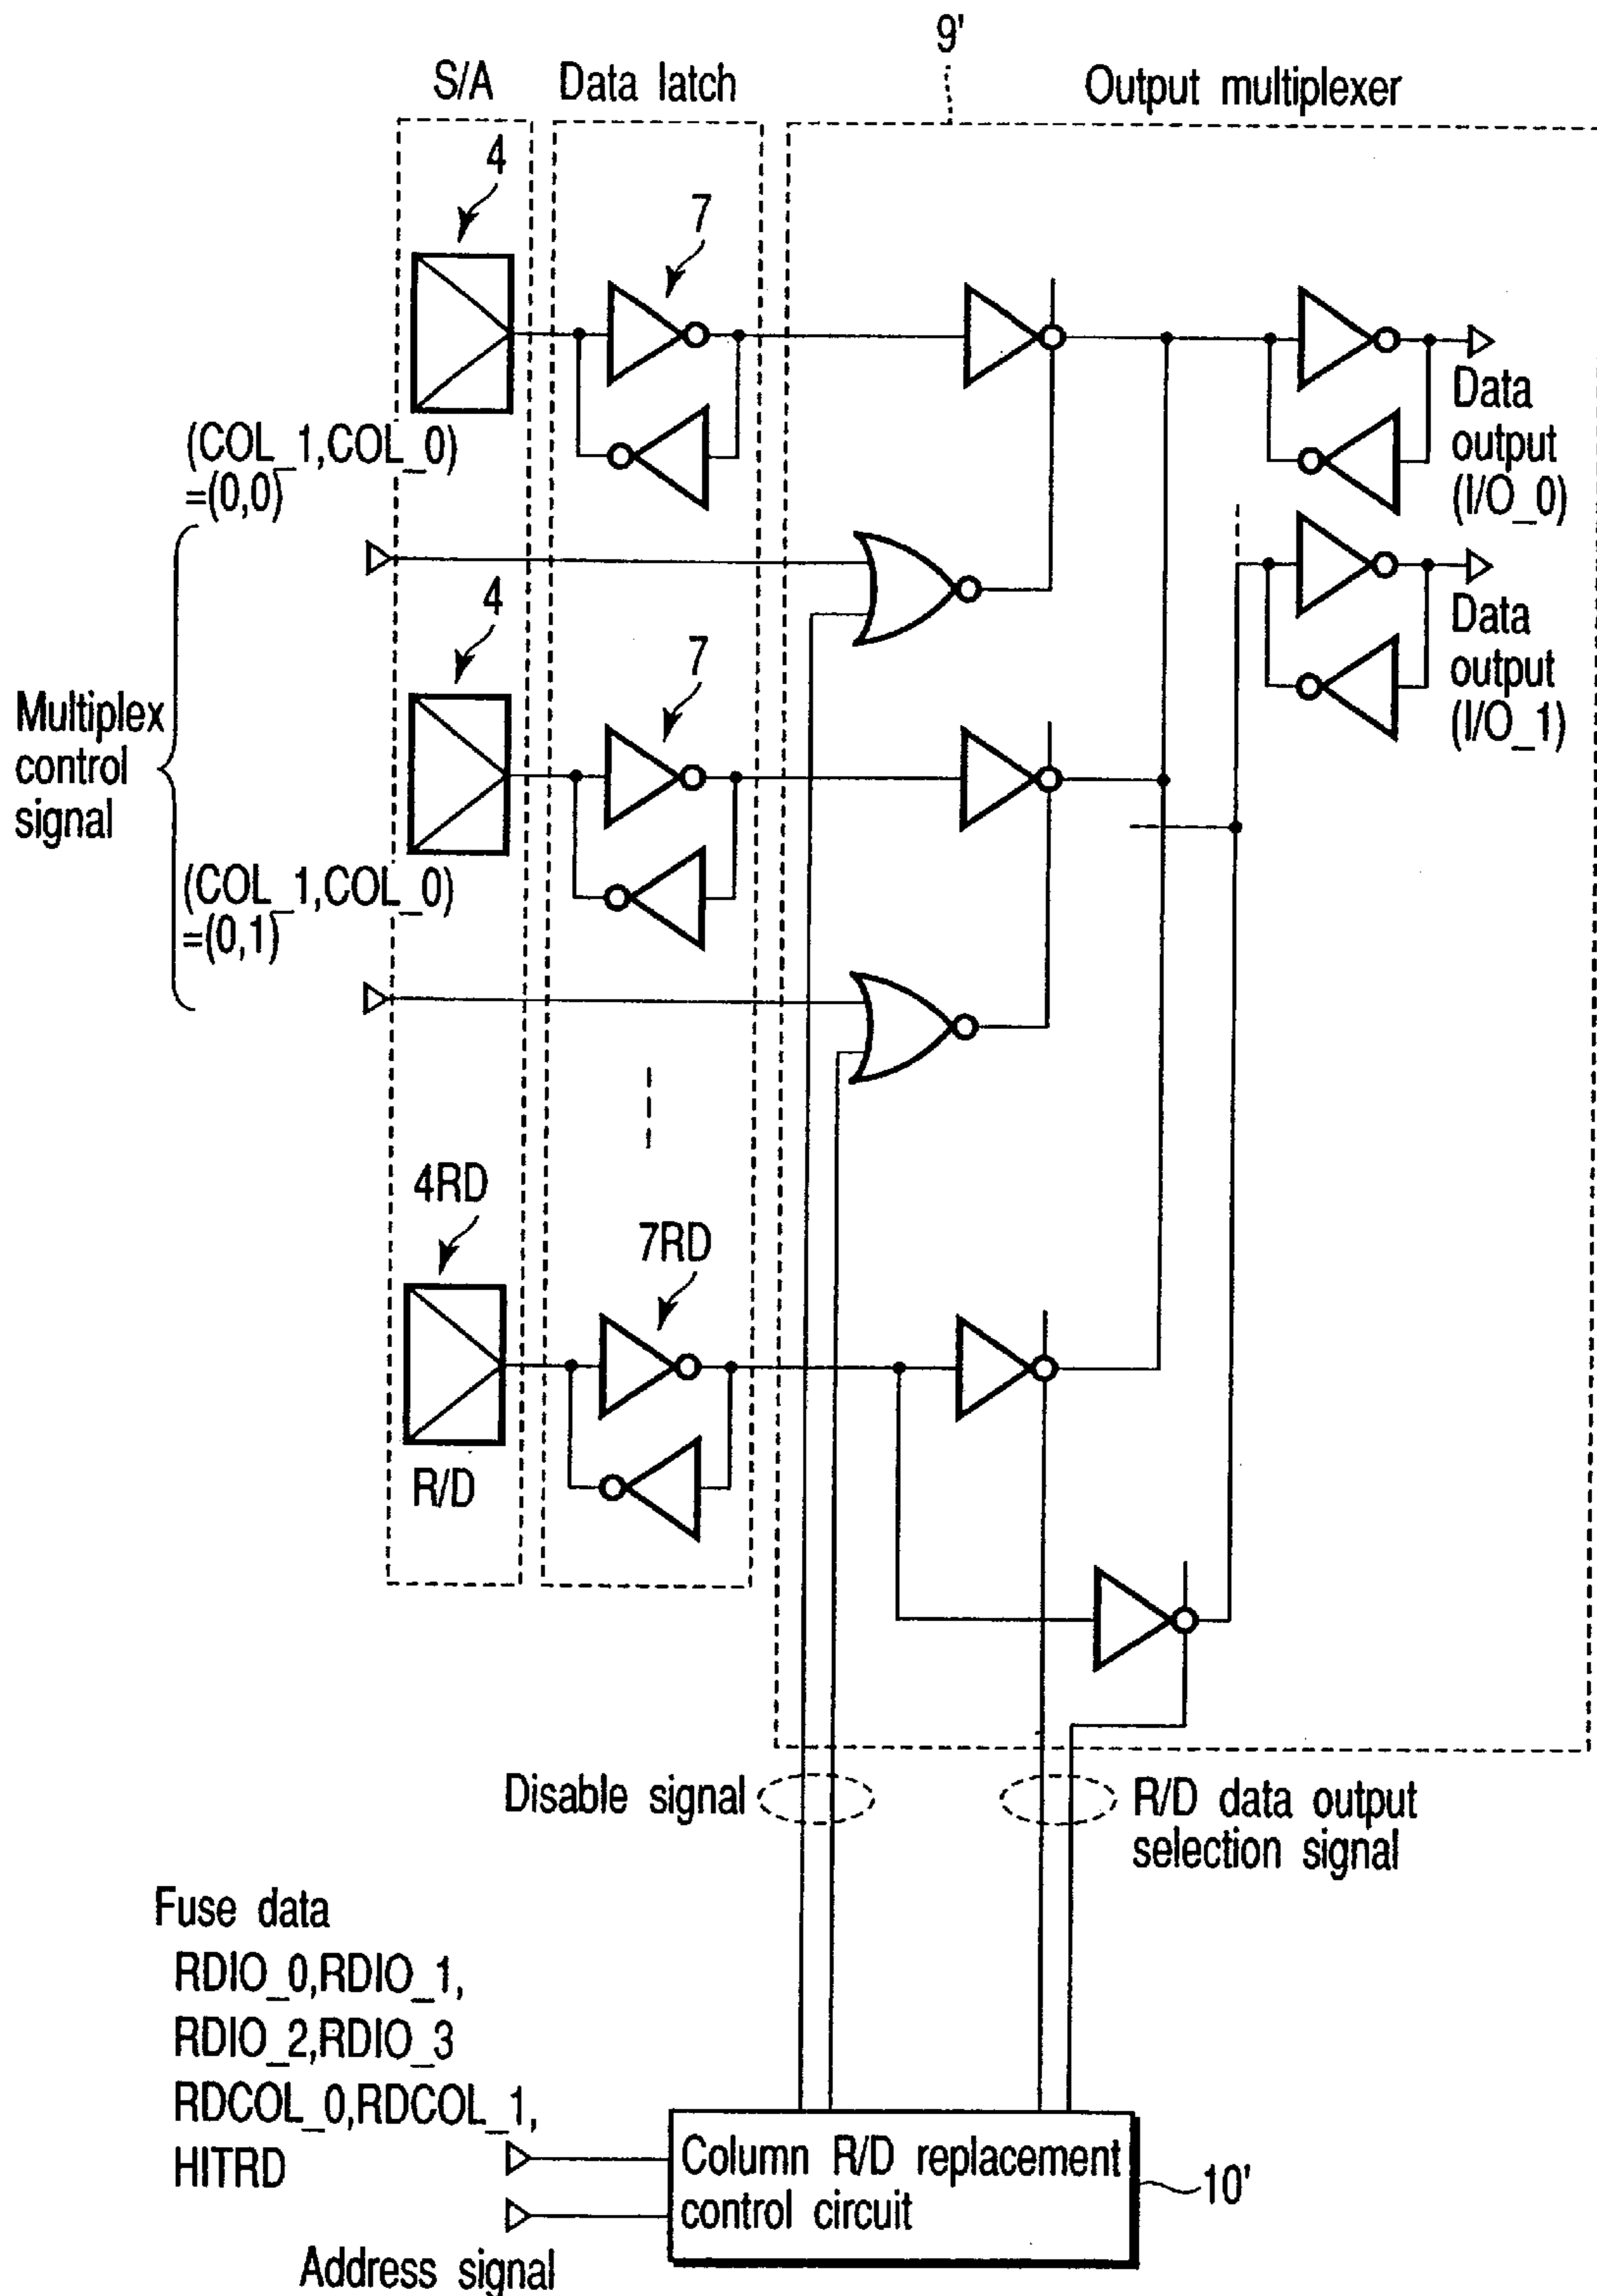 9'
S/A
Data latch
Output multiplexer
4
7
(COL_1,COL_0)
=(0,0)
Data
output
(I/O_0)
4
7
Data
output
(I/O_1)
Multiplex
control
signal
(COL_1,COL_0)
=(0,1)
4RD
7RD
R/D
Disable signal
R/D data output
selection signal
Fuse data
RDIO_0,RDIO_1,
RDIO_2,RDIO_3
RDCOL_0,RDCOL_1,
HITRD
Column R/D replacement
control circuit
10'
Address signal